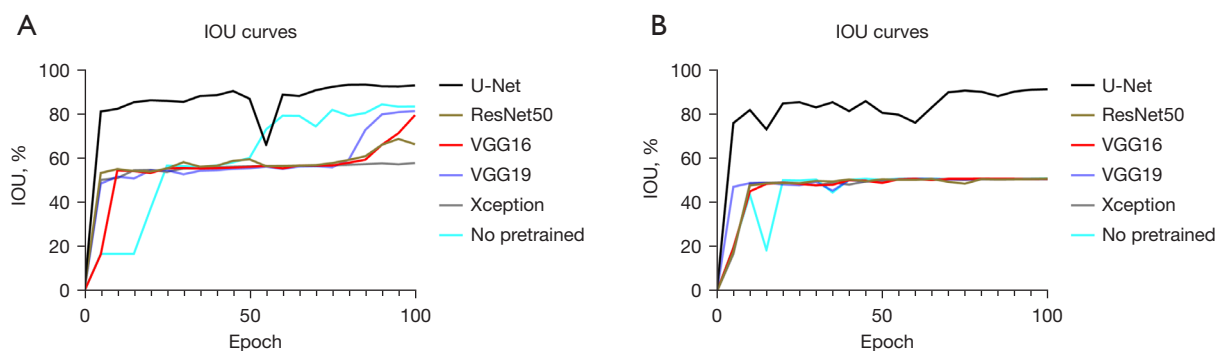 A
IOU curves
IOU, %
100
80
60
40
20
0
0
50
100
Epoch
U-Net
ResNet50
VGG16
VGG19
Xception
No pretrained
B
IOU curves
IOU, %
100
80
60
40
20
0
0
50
100
Epoch
U-Net
ResNet50
VGG16
VGG19
Xception
No pretrained